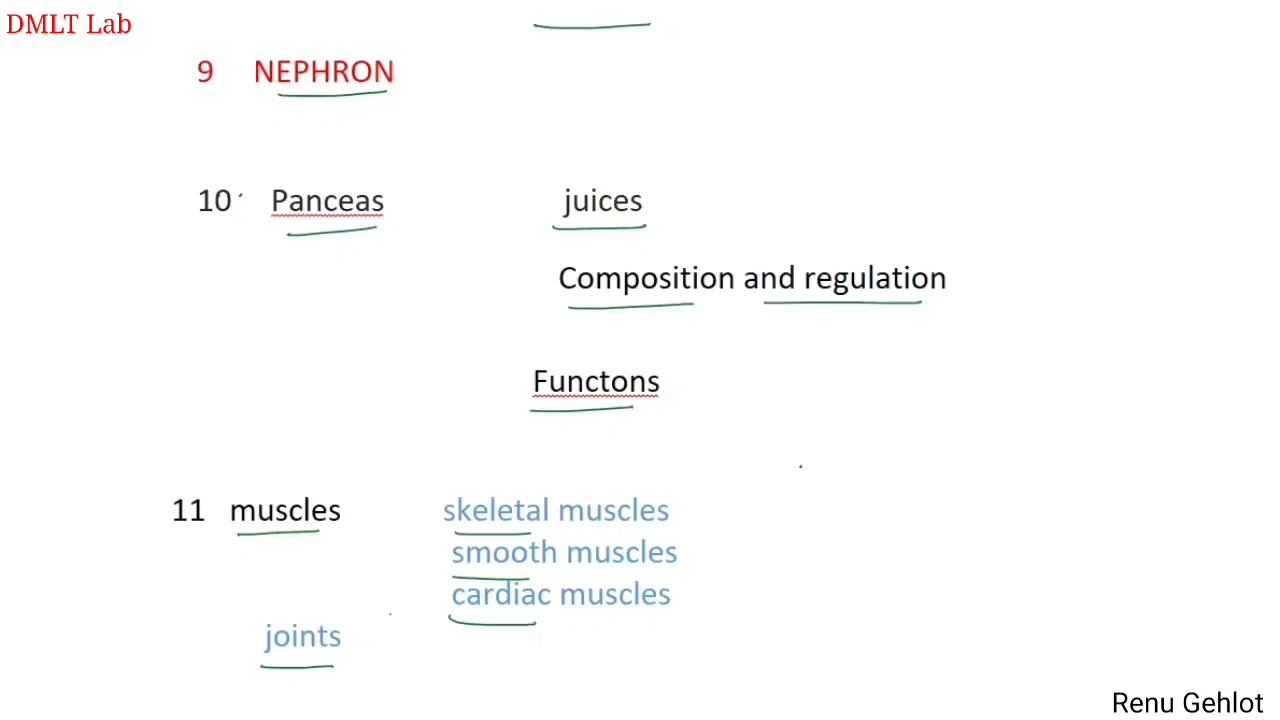 DMLT Lab
9 NEPHRON
10 Panceas juices
Composition and regulation
Functons
11 muscles skeletal muscles
smooth muscles
cardiac muscles
joints
Renu Gehlot